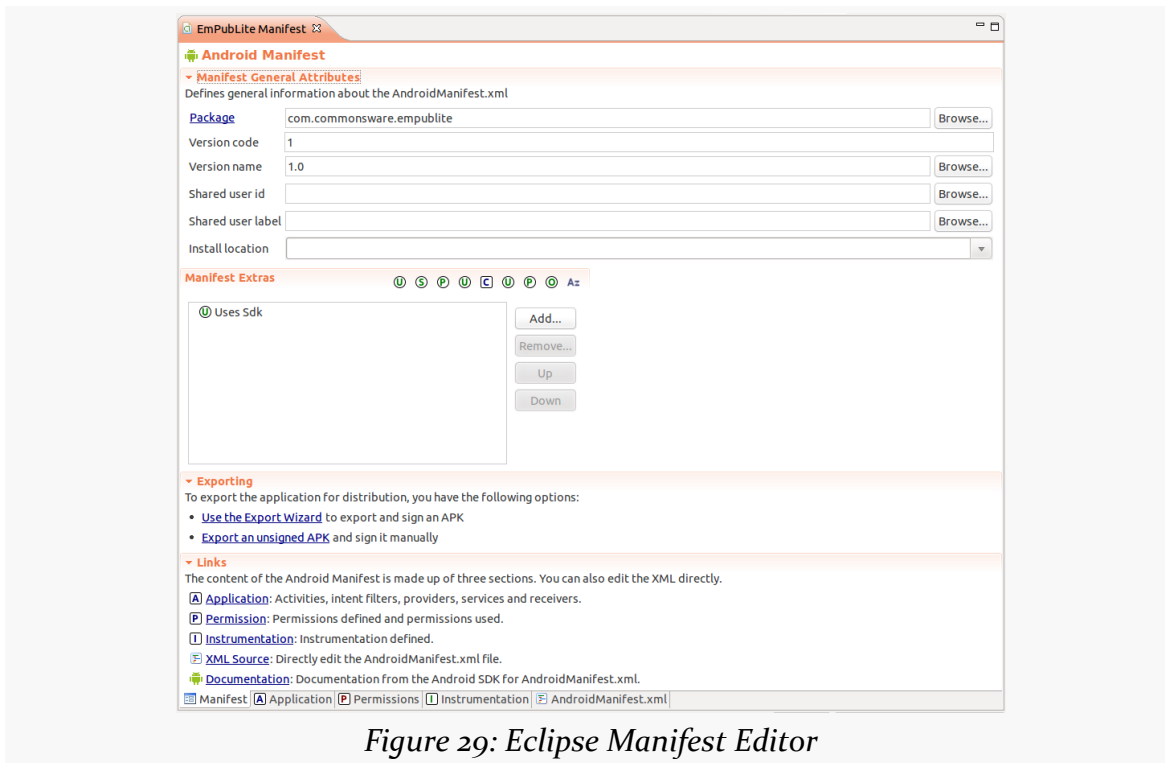 EmPubLite Manifest
Android Manifest
Manifest General Attributes
Defines general information about the AndroidManifest.xml
Package com.commonsware.empublite Browse...
Version code 1
Version name 1.0 Browse...
Shared user id Browse...
Shared user label Browse...
Install location
Manifest Extras U S P U C U P O Az
U Uses Sdk
Add...
Remove...
Up
Down
Exporting
To export the application for distribution, you have the following options:
• Use the Export Wizard to export and sign an APK
• Export an unsigned APK and sign it manually
Links
The content of the Android Manifest is made up of three sections. You can also edit the XML directly.
A Application: Activities, intent filters, providers, services and receivers.
P Permission: Permissions defined and permissions used.
I Instrumentation: Instrumentation defined.
XML Source: Directly edit the AndroidManifest.xml file.
Documentation: Documentation from the Android SDK for AndroidManifest.xml.
Manifest A Application P Permissions I Instrumentation AndroidManifest.xml
Figure 29: Eclipse Manifest Editor